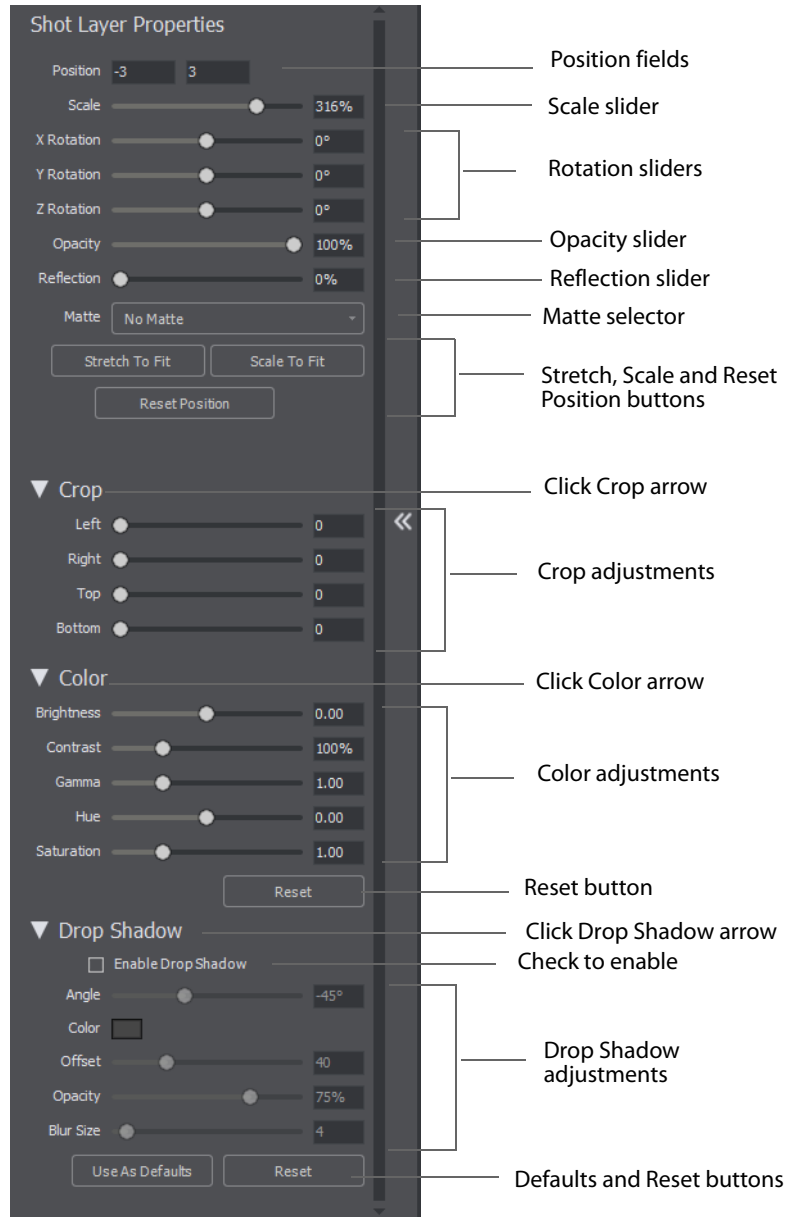 Shot Layer Properties
Position -3 3 Position fields
Scale 316% Scale slider
X Rotation 0°
Y Rotation 0° Rotation sliders
Z Rotation 0°
Opacity 100% Opacity slider
Reflection 0% Reflection slider
Matte No Matte Matte selector
Stretch To Fit Scale To Fit Stretch, Scale and Reset
Reset Position Position buttons
Crop Click Crop arrow
Left 0
Right 0 Crop adjustments
Top 0
Bottom 0
Color Click Color arrow
Brightness 0.00
Contrast 100%
Gamma 1.00 Color adjustments
Hue 0.00
Saturation 1.00
Reset Reset button
Drop Shadow Click Drop Shadow arrow
Enable Drop Shadow Check to enable
Angle -45°
Color
Offset 40 Drop Shadow
Opacity 75% adjustments
Blur Size 4
Use As Defaults Reset Defaults and Reset buttons